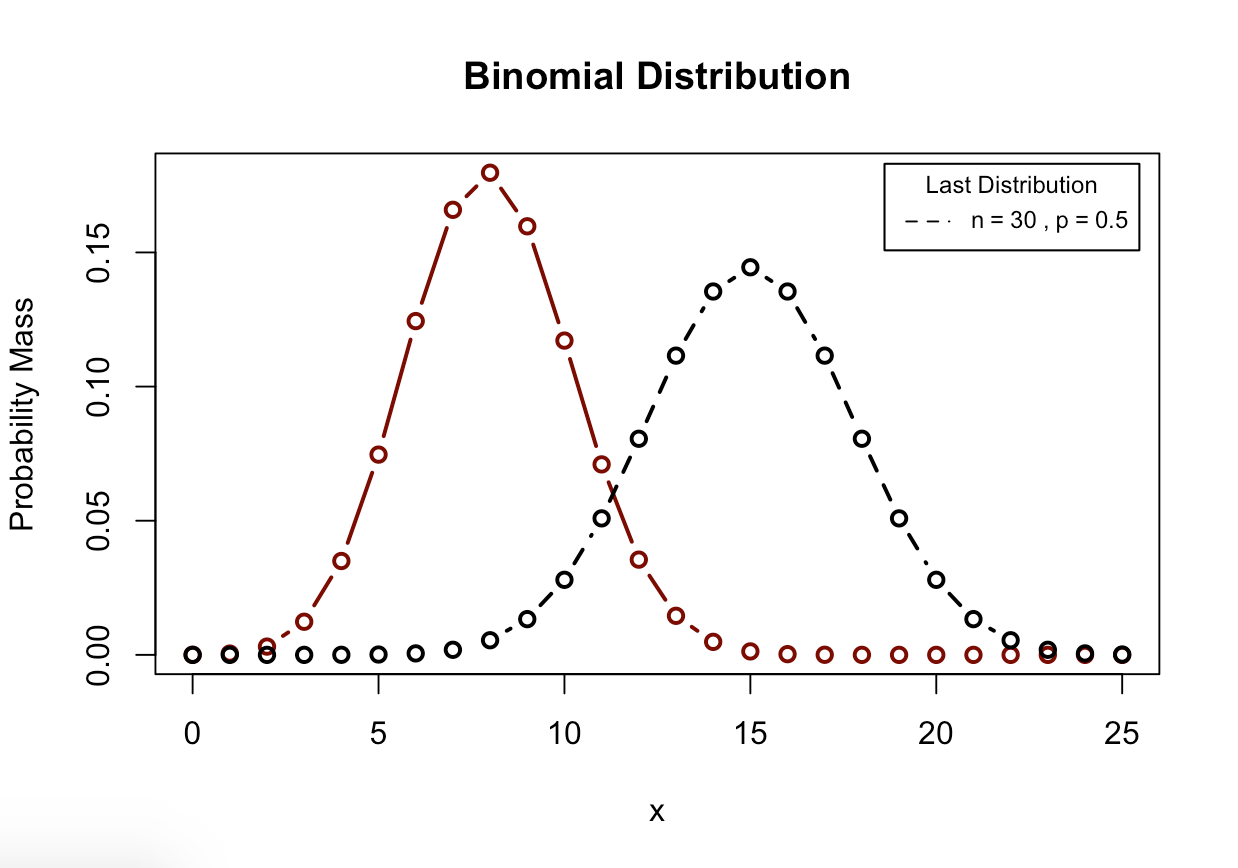 Binomial Distribution
Last Distribution
n = 30 , p = 0.5
Probability Mass
0.15
0.10
0.05
0.00
0 5 10 15 20 25
x